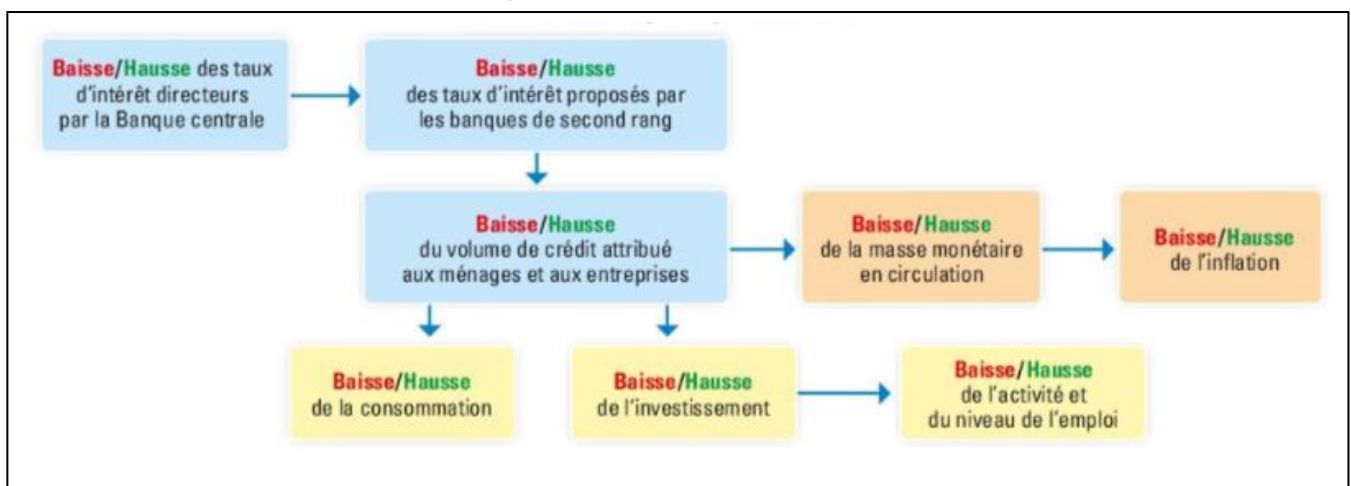 Baisse/Hausse des taux
d'intérêt directeurs
par la Banque centrale
Baisse/Hausse
des taux d'intérêt proposés par
les banques de second rang
Baisse/Hausse
du volume de crédit attribué
aux ménages et aux entreprises
Baisse/Hausse
de la masse monétaire
en circulation
Baisse/Hausse
de l'inflation
Baisse/Hausse
de la consommation
Baisse/Hausse
de l'investissement
Baisse/Hausse
de l'activité et
du niveau de l'emploi